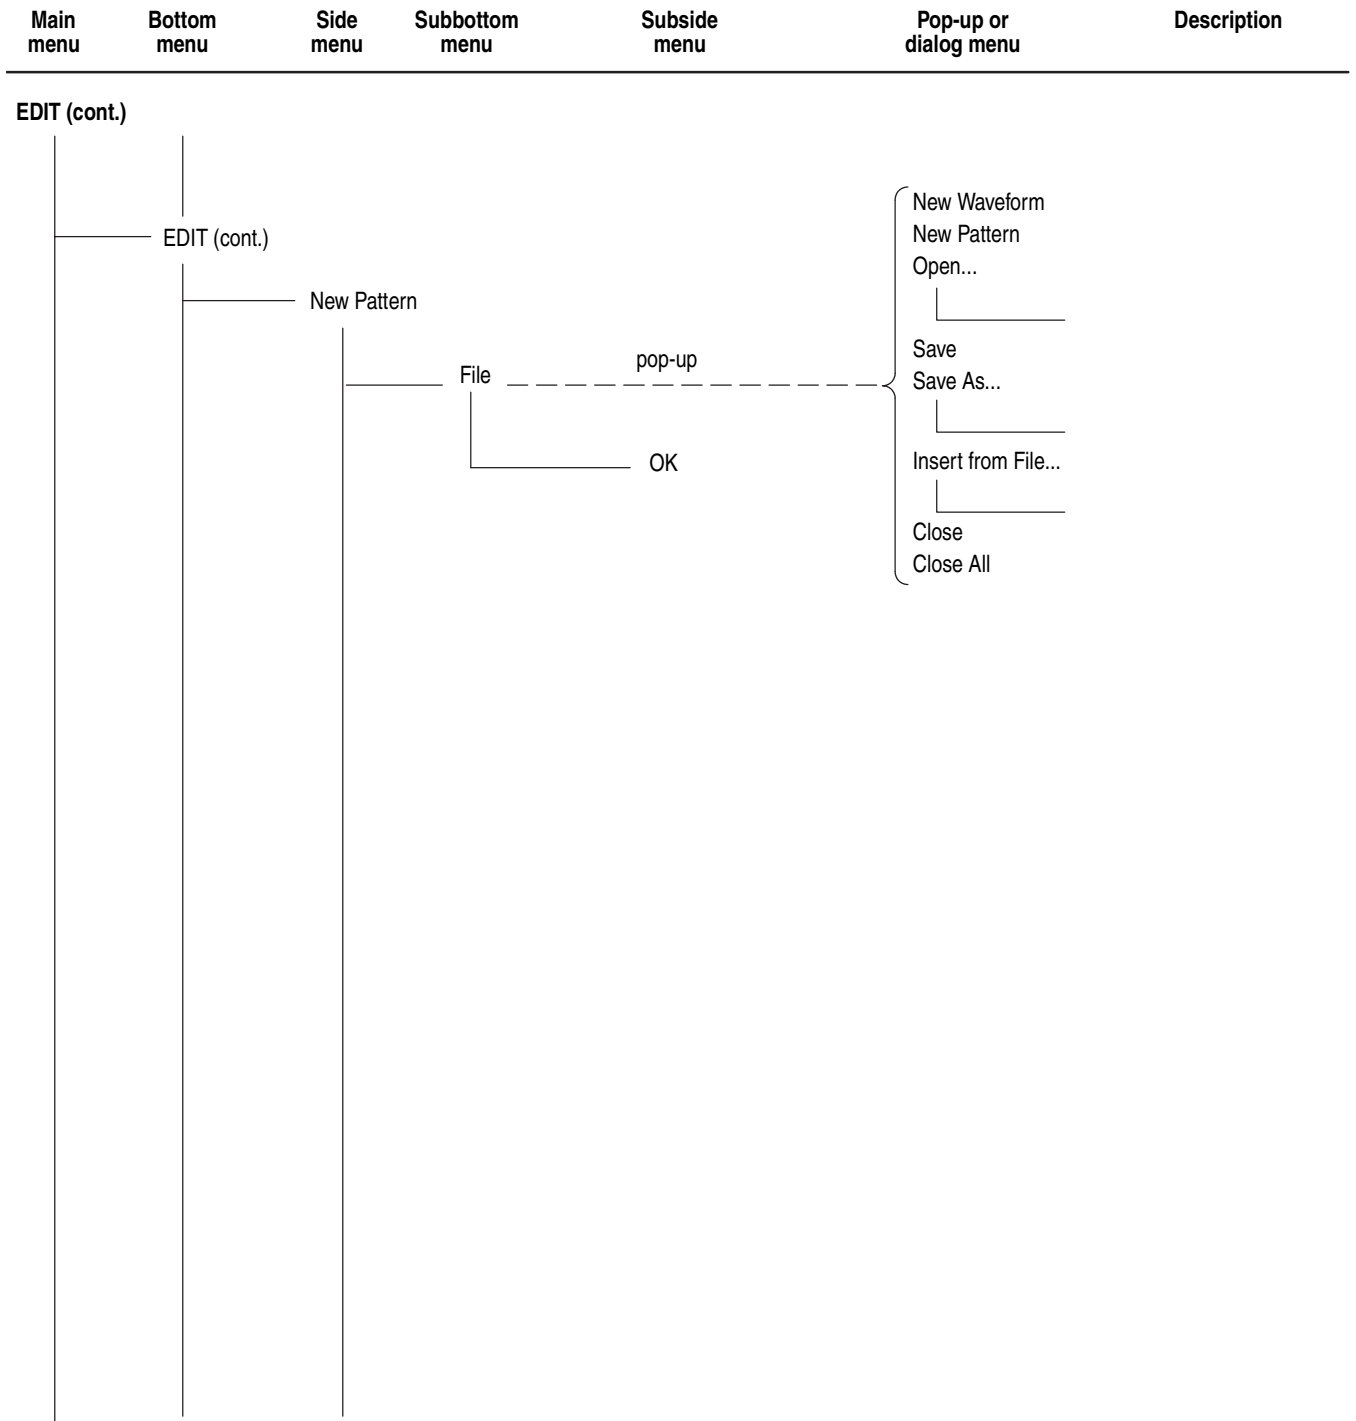 Main menu
Bottom menu
Side menu
Subbottom menu
Subside menu
Pop-up or dialog menu
Description
EDIT (cont.)
EDIT (cont.)
New Pattern
File
pop-up
OK
New Waveform
New Pattern
Open...
Save
Save As...
Insert from File...
Close
Close All